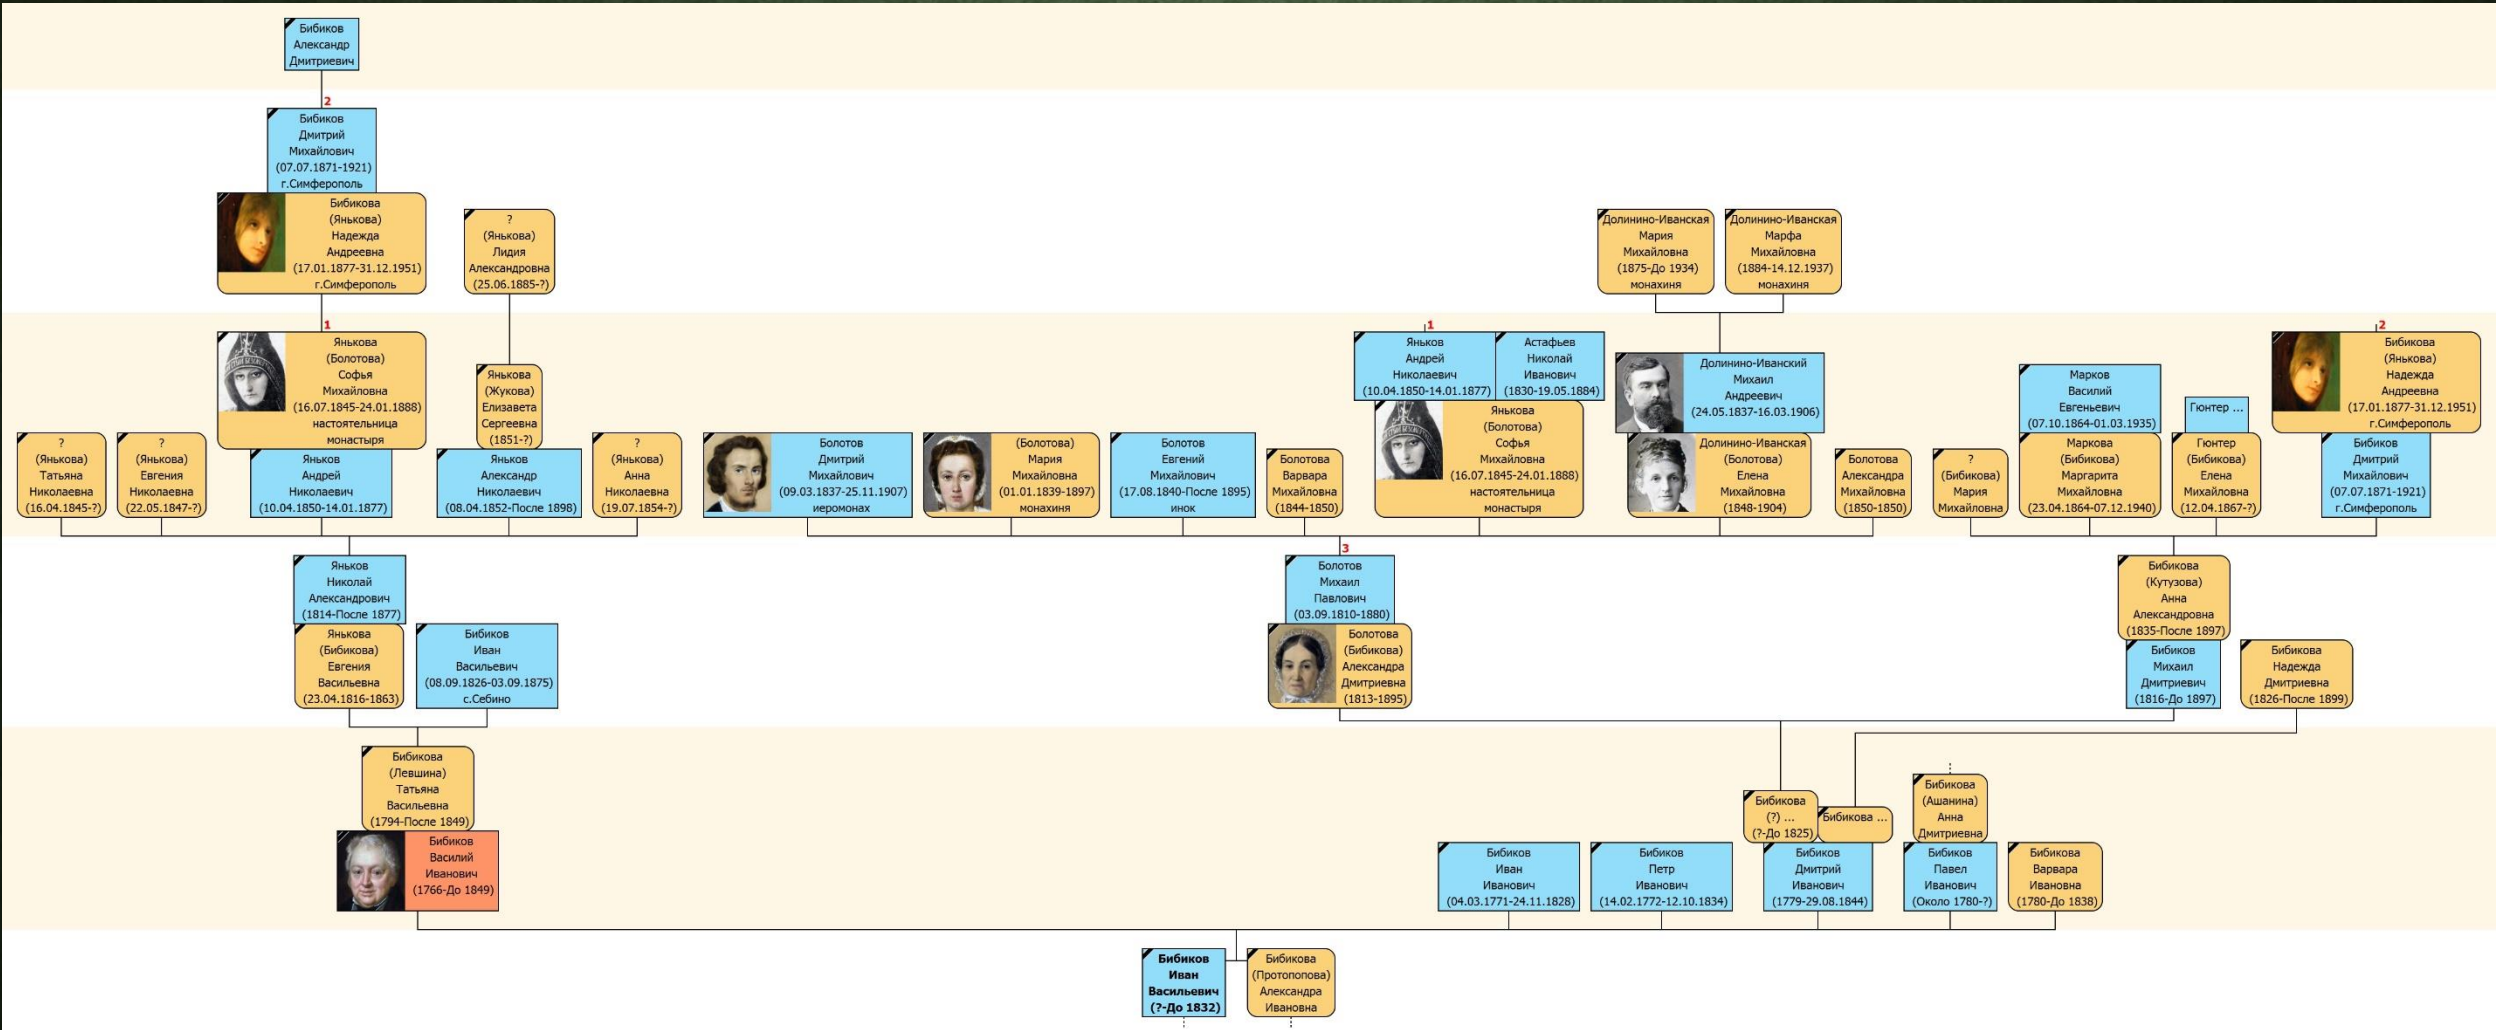 Бибиков
Александр
Дмитриевич
2
Бибиков
Дмитрий
Михайлович
(07.07.1871-1921)
г.Симферополь
Бибикова
(Янькова)
Надежда
Андреевна
(17.01.1877-31.12.1951)
г.Симферополь
?
(Янькова)
Лидия
Александровна
(25.06.1885-?)
Долинино-Иванская
Мария
Михайловна
(1875-До 1934)
монахиня
Долинино-Иванская
Марфа
Михайловна
(1884-14.12.1937)
монахиня
1
Янькова
(Болотова)
Софья
Михайловна
(16.07.1845-24.01.1888)
настоятельница
монастыря
Янькова
(Жукова)
Елизавета
Сергеевна
(1851-?)
1
Яньков
Андрей
Николаевич
(10.04.1850-14.01.1877)
Астафьев
Николай
Иванович
(1830-19.05.1884)
Долинино-Иванский
Михаил
Андреевич
(24.05.1837-16.03.1906)
Марков
Василий
Евгеньевич
(07.10.1864-01.03.1935)
Гюнтер ...
2
Бибикова
(Янькова)
Надежда
Андреевна
(17.01.1877-31.12.1951)
г.Симферополь
?
(Янькова)
Татьяна
Николаевна
(16.04.1845-?)
?
(Янькова)
Евгения
Николаевна
(22.05.1847-?)
Яньков
Андрей
Николаевич
(10.04.1850-14.01.1877)
Яньков
Александр
Николаевич
(08.04.1852-После 1898)
?
(Янькова)
Анна
Николаевна
(19.07.1854-?)
Болотов
Дмитрий
Михайлович
(09.03.1837-25.11.1907)
иеромонах
(Болотова)
Мария
Михайловна
(01.01.1839-1897)
монахиня
Болотов
Евгений
Михайлович
(17.08.1840-После 1895)
инок
Болотова
Варвара
Михайловна
(1844-1850)
Янькова
(Болотова)
Софья
Михайловна
(16.07.1845-24.01.1888)
настоятельница
монастыря
Долинино-Иванская
(Болотова)
Елена
Михайловна
(1848-1904)
Болотова
Александра
Михайловна
(1850-1850)
?
(Бибикова)
Мария
Михайловна
Маркова
(Бибикова)
Маргарита
Михайловна
(23.04.1864-07.12.1940)
Гюнтер
(Бибикова)
Елена
Михайловна
(12.04.1867-?)
Бибиков
Дмитрий
Михайлович
(07.07.1871-1921)
г.Симферополь
Яньков
Николай
Александрович
(1814-После 1877)
Янькова
(Бибикова)
Евгения
Васильевна
(23.04.1816-1863)
Бибиков
Иван
Васильевич
(08.09.1826-03.09.1875)
с.Себино
3
Болотов
Михаил
Павлович
(03.09.1810-1880)
Болотова
(Бибикова)
Александра
Дмитриевна
(1813-1895)
Бибикова
(Кутузова)
Анна
Александровна
(1835-После 1897)
Бибиков
Михаил
Дмитриевич
(1816-До 1897)
Бибикова
Надежда
Дмитриевна
(1826-После 1899)
Бибикова
(Левшина)
Татьяна
Васильевна
(1794-После 1849)
Бибиков
Василий
Иванович
(1766-До 1849)
Бибикова
(?) ...
(?-До 1825)
Бибикова ...
Бибикова
(Ашанина)
Анна
Дмитриевна
Бибиков
Иван
Иванович
(04.03.1771-24.11.1828)
Бибиков
Петр
Иванович
(14.02.1772-12.10.1834)
Бибиков
Дмитрий
Иванович
(1779-29.08.1844)
Бибиков
Павел
Иванович
(Около 1780-?)
Бибикова
Варвара
Ивановна
(1780-До 1838)
Бибиков
Иван
Васильевич
(?-До 1832)
Бибикова
(Протопопова)
Александра
Ивановна